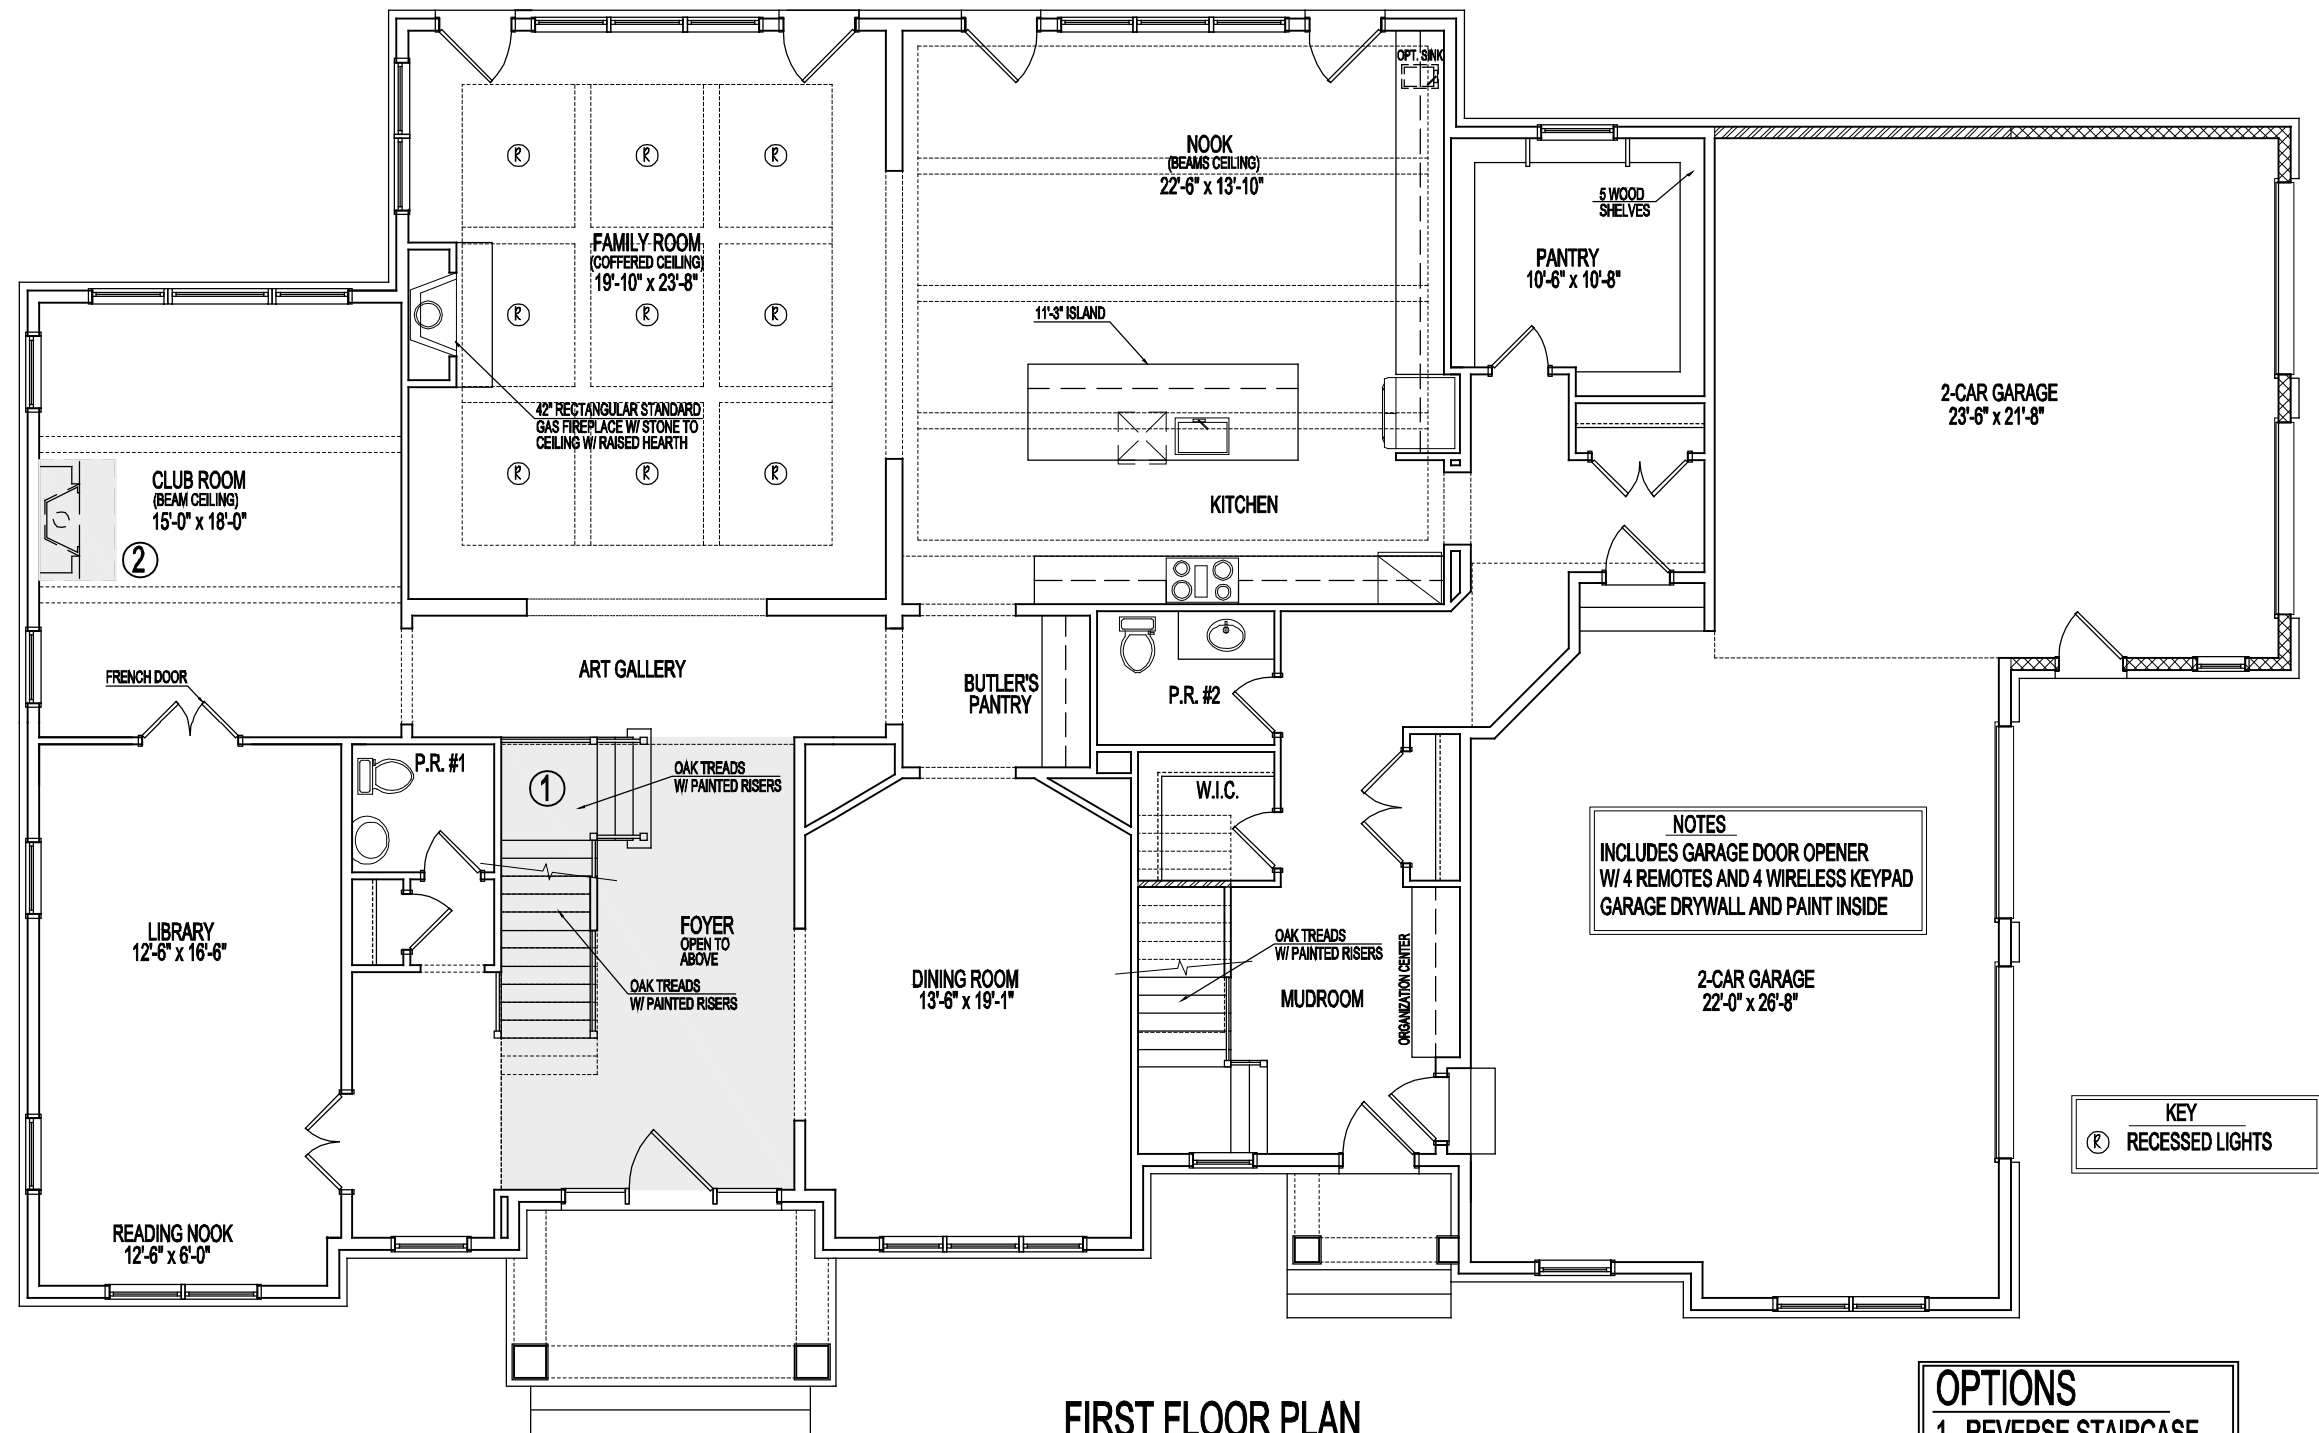 OPT. SINK
NOOK
(BEAMS CEILING)
22'-6" x 13'-10"
R R R
5 WOOD
SHELVES
FAMILY ROOM
(COFFERED CEILING)
19'-10" x 23'-8"
PANTRY
10'-6" x 10'-8"
R R R
11'-3" ISLAND
2-CAR GARAGE
23'-6" x 21'-8"
42" RECTANGULAR STANDARD
GAS FIREPLACE W/ STONE TO
CEILING W/ RAISED HEARTH
R R R
CLUB ROOM
(BEAM CEILING)
15'-0" x 18'-0"
2
KITCHEN
ART GALLERY
FRENCH DOOR
BUTLER'S
PANTRY
P.R. #2
P.R. #1
1
OAK TREADS
W/ PAINTED RISERS
W.I.C.
NOTES
INCLUDES GARAGE DOOR OPENER
W/ 4 REMOTES AND 4 WIRELESS KEYPAD
GARAGE DRYWALL AND PAINT INSIDE
LIBRARY
12'-6" x 16'-6"
FOYER
OPEN TO
ABOVE
OAK TREADS
W/ PAINTED RISERS
DINING ROOM
13'-6" x 19'-1"
OAK TREADS
W/ PAINTED RISERS
MUDROOM
ORGANIZATION CENTER
2-CAR GARAGE
22'-0" x 26'-8"
KEY
R RECESSED LIGHTS
READING NOOK
12'-6" x 6'-0"
FIRST FLOOR PLAN
OPTIONS
1. REVERSE STAIRCASE